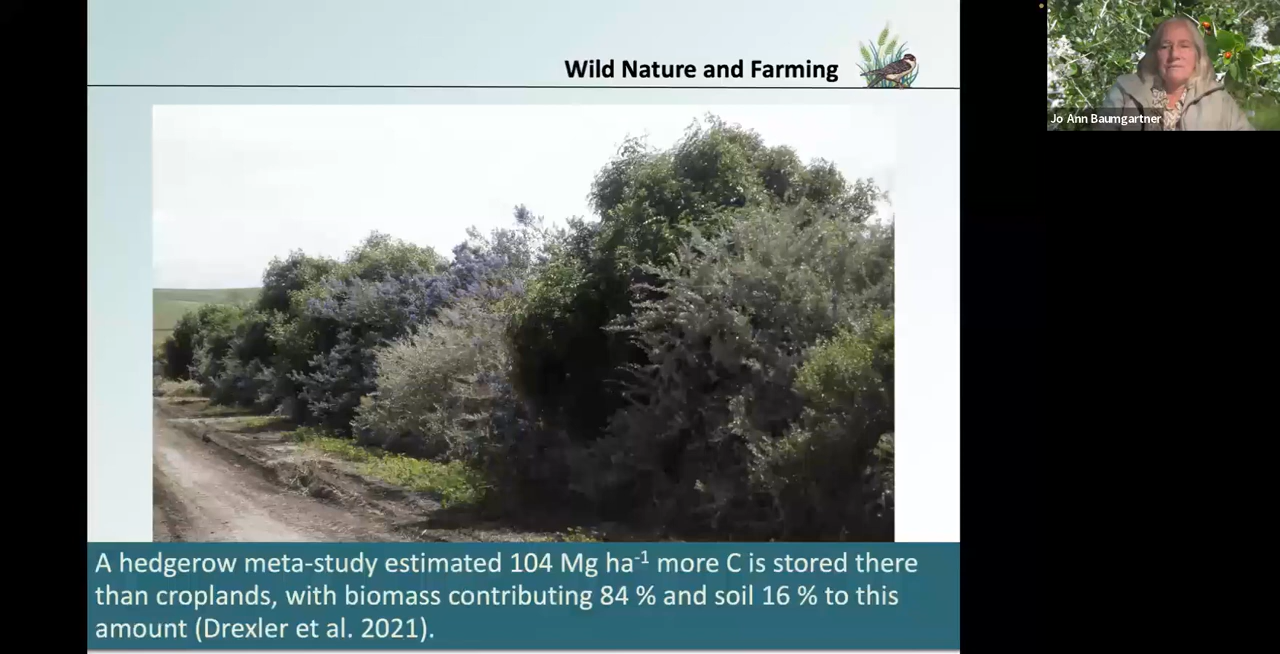 Wild Nature and Farming
Jo Ann Baumgartner
A hedgerow meta-study estimated 104 Mg ha⁻¹ more C is stored there
than croplands, with biomass contributing 84 % and soil 16 % to this
amount (Drexler et al. 2021).